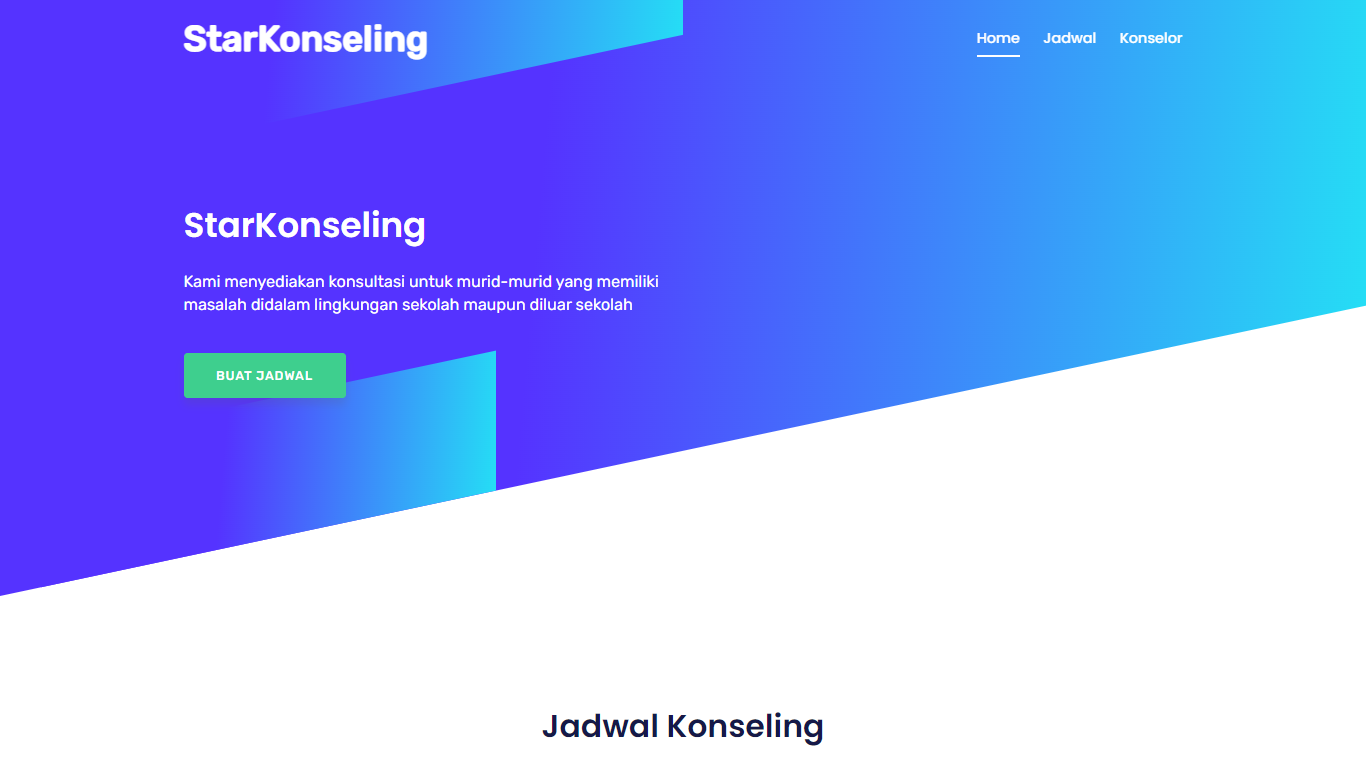 StarKonseling
Home Jadwal Konselor
StarKonseling
Kami menyediakan konsultasi untuk murid-murid yang memiliki
masalah didalam lingkungan sekolah maupun diluar sekolah
BUAT JADWAL
Jadwal Konseling